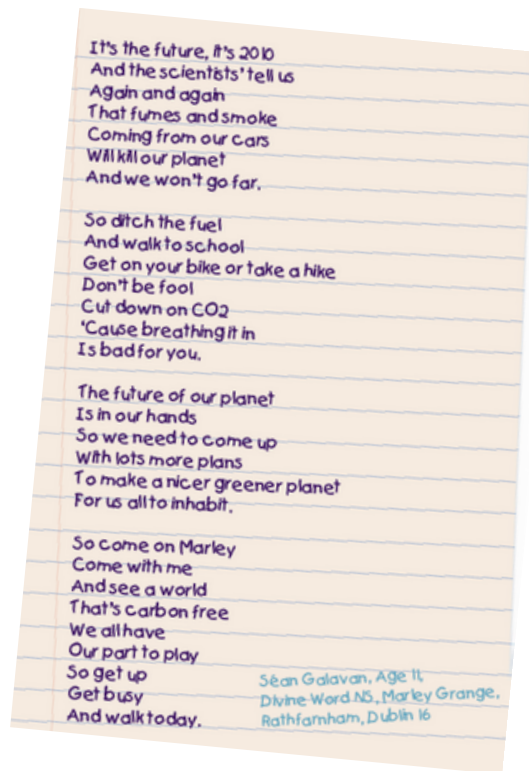 It's the future, it's 2010
And the scientists' tell us
Again and again
That fumes and smoke
Coming from our cars
Will kill our planet
And we won't go far.

So ditch the fuel
And walk to school
Get on your bike or take a hike
Don't be fool
Cut down on CO2
'Cause breathing it in
Is bad for you.

The future of our planet
Is in our hands
So we need to come up
With lots more plans
To make a nicer greener planet
For us all to inhabit.

So come on Marley
Come with me
And see a world
That's carbon free
We all have
Our part to play
So get up
Get busy
And walk today.

Séan Galavan, Age 11,
Divine Word NS, Marley Grange,
Rathfarnham, Dublin 16